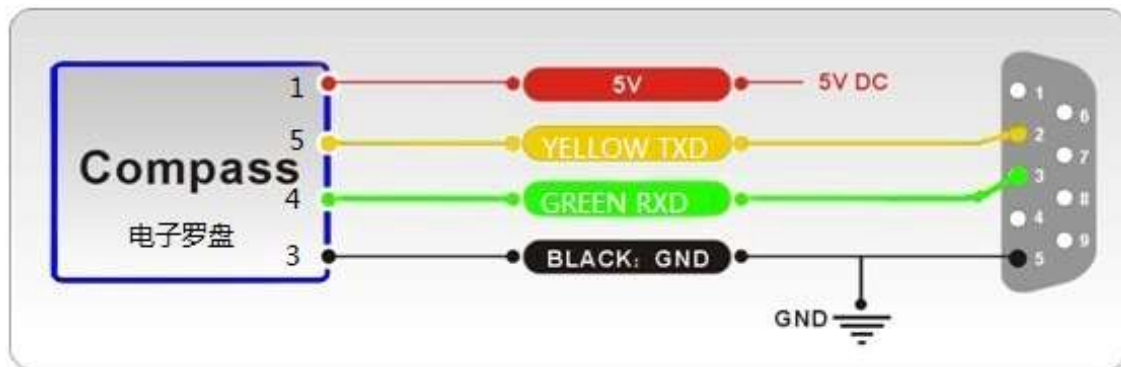 1
5V
5V DC
5
YELLOW TXD
Compass
4
GREEN RXD
电子罗盘
3
BLACK: GND
GND
1
6
2
7
3
8
4
9
5